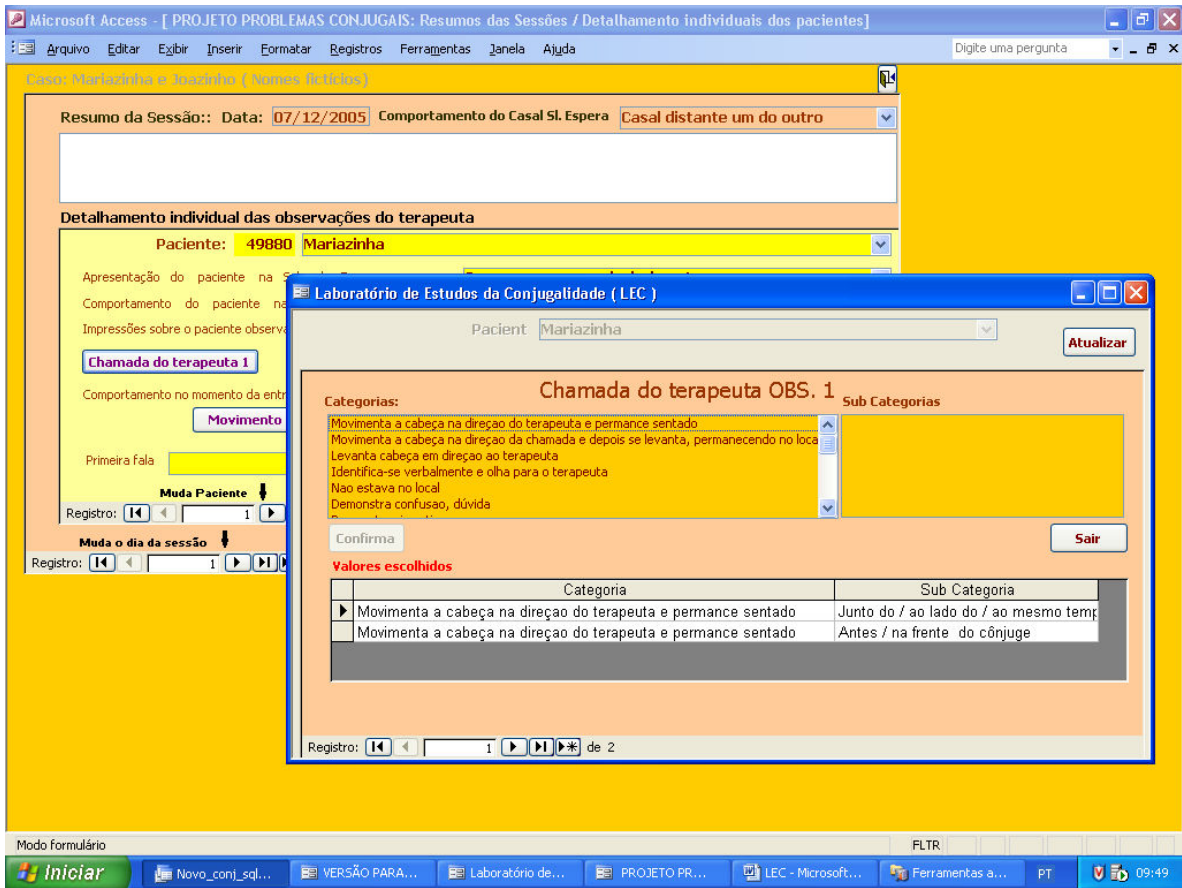 Microsoft Access - [ PROJETO PROBLEMAS CONJUGAIS: Resumos das Sessões / Detalhamento individuais dos pacientes]
Arquivo Editar Exibir Inserir Formatar Registros Ferramentas Janela Ajuda Digite uma pergunta
Caso: Mariazinha e Joazinho ( Nomes fictícios)
Resumo da Sessão:: Data: 07/12/2005 Comportamento do Casal Sl. Espera Casal distante um do outro
Detalhamento individual das observações do terapeuta
Paciente: 49880 Mariazinha
Apresentação do paciente na
Comportamento do paciente na
Impressões sobre o paciente observa
Chamada do terapeuta 1
Comportamento no momento da entr
Movimento
Primeira fala
Muda Paciente
Registro: 1
Muda o dia da sessão
Registro: 1
Laboratório de Estudos da Conjugalidade ( LEC )
Pacient Mariazinha
Atualizar
Chamada do terapeuta OBS. 1
Categorias: Sub Categorias
Movimenta a cabeça na direçao do terapeuta e permance sentado
Movimenta a cabeça na direçao da chamada e depois se levanta, permanecendo no loca
Levanta cabeça em direçao ao terapeuta
Identifica-se verbalmente e olha para o terapeuta
Nao estava no local
Demonstra confusao, dúvida
Confirma Sair
Valores escolhidos
Categoria Sub Categoria
Movimenta a cabeça na direçao do terapeuta e permance sentado Junto do / ao lado do / ao mesmo temp
Movimenta a cabeça na direçao do terapeuta e permance sentado Antes / na frente do cônjuge
Registro: 1 de 2
Modo formulário FLTR
Iniciar Novo_conj_sql... VERSÃO PARA... Laboratório de... PROJETO PR... LEC - Microsoft... Ferramentas a... PT 09:49